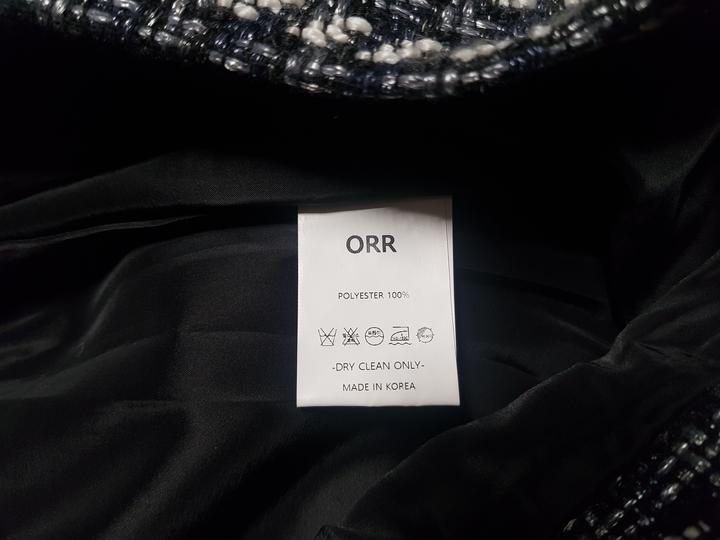 ORR
POLYESTER 100%
-DRY CLEAN ONLY-
MADE IN KOREA